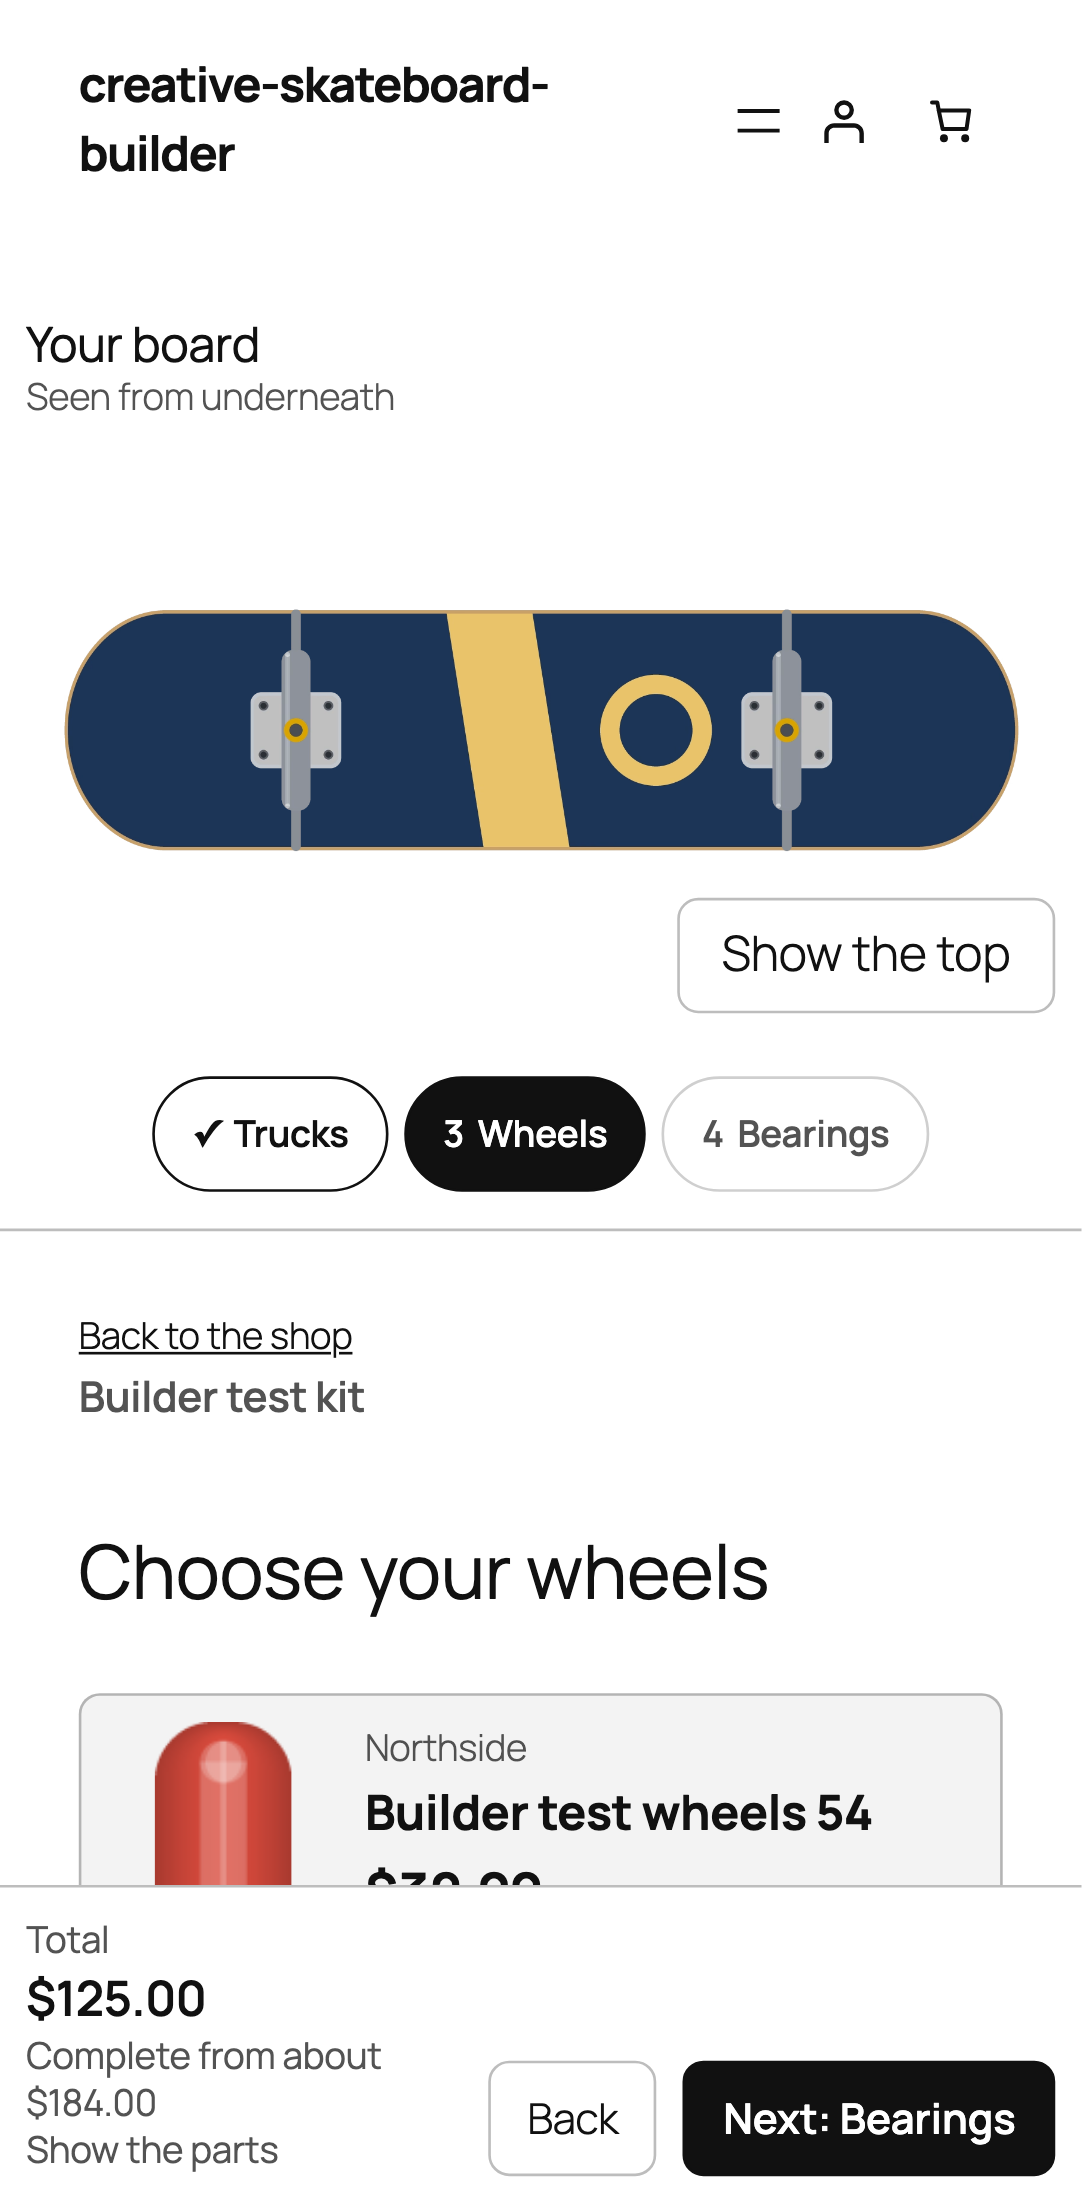 creative-skateboard-
builder
Your board
Seen from underneath
Show the top
✓ Trucks
3 Wheels
4 Bearings
Back to the shop
Builder test kit
Choose your wheels
Northside
Builder test wheels 54
Total
$125.00
Complete from about
$184.00
Show the parts
Back
Next: Bearings